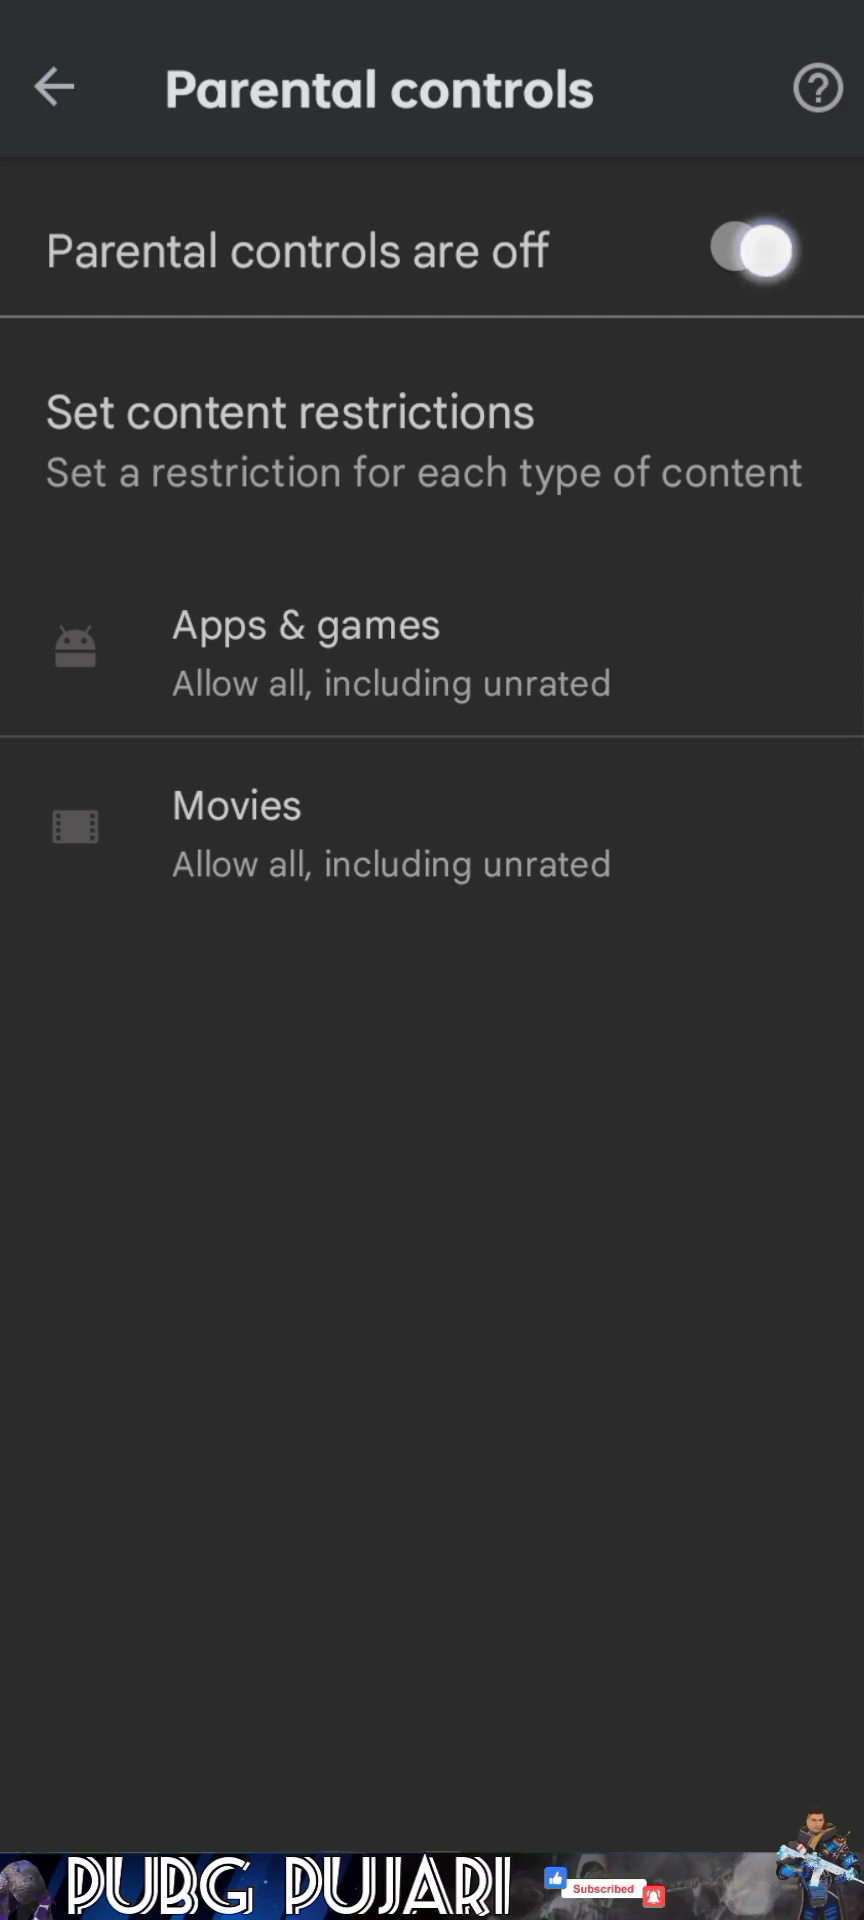 Parental controls
Parental controls are off
Set content restrictions
Set a restriction for each type of content
Apps & games
Allow all, including unrated
Movies
Allow all, including unrated
PUBG PUJARI
Subscribed